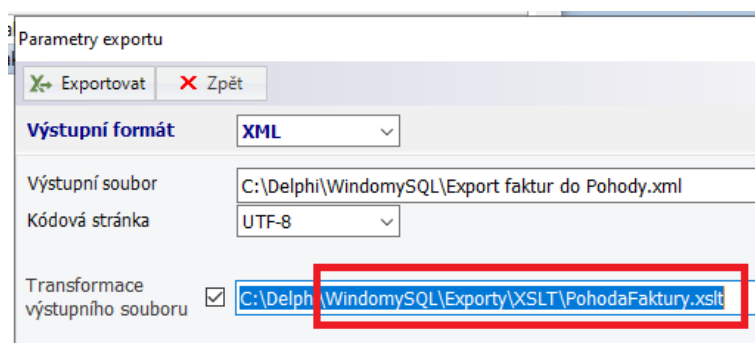 Parametry exportu
Exportovat Zpět
Výstupní formát XML
Výstupní soubor C:\Delphi\WindomySQL\Export faktur do Pohody.xml
Kódová stránka UTF-8
Transformace
výstupního souboru C:\Delphi\WindomySQL\Exporty\XSLT\PohodaFaktury.xslt